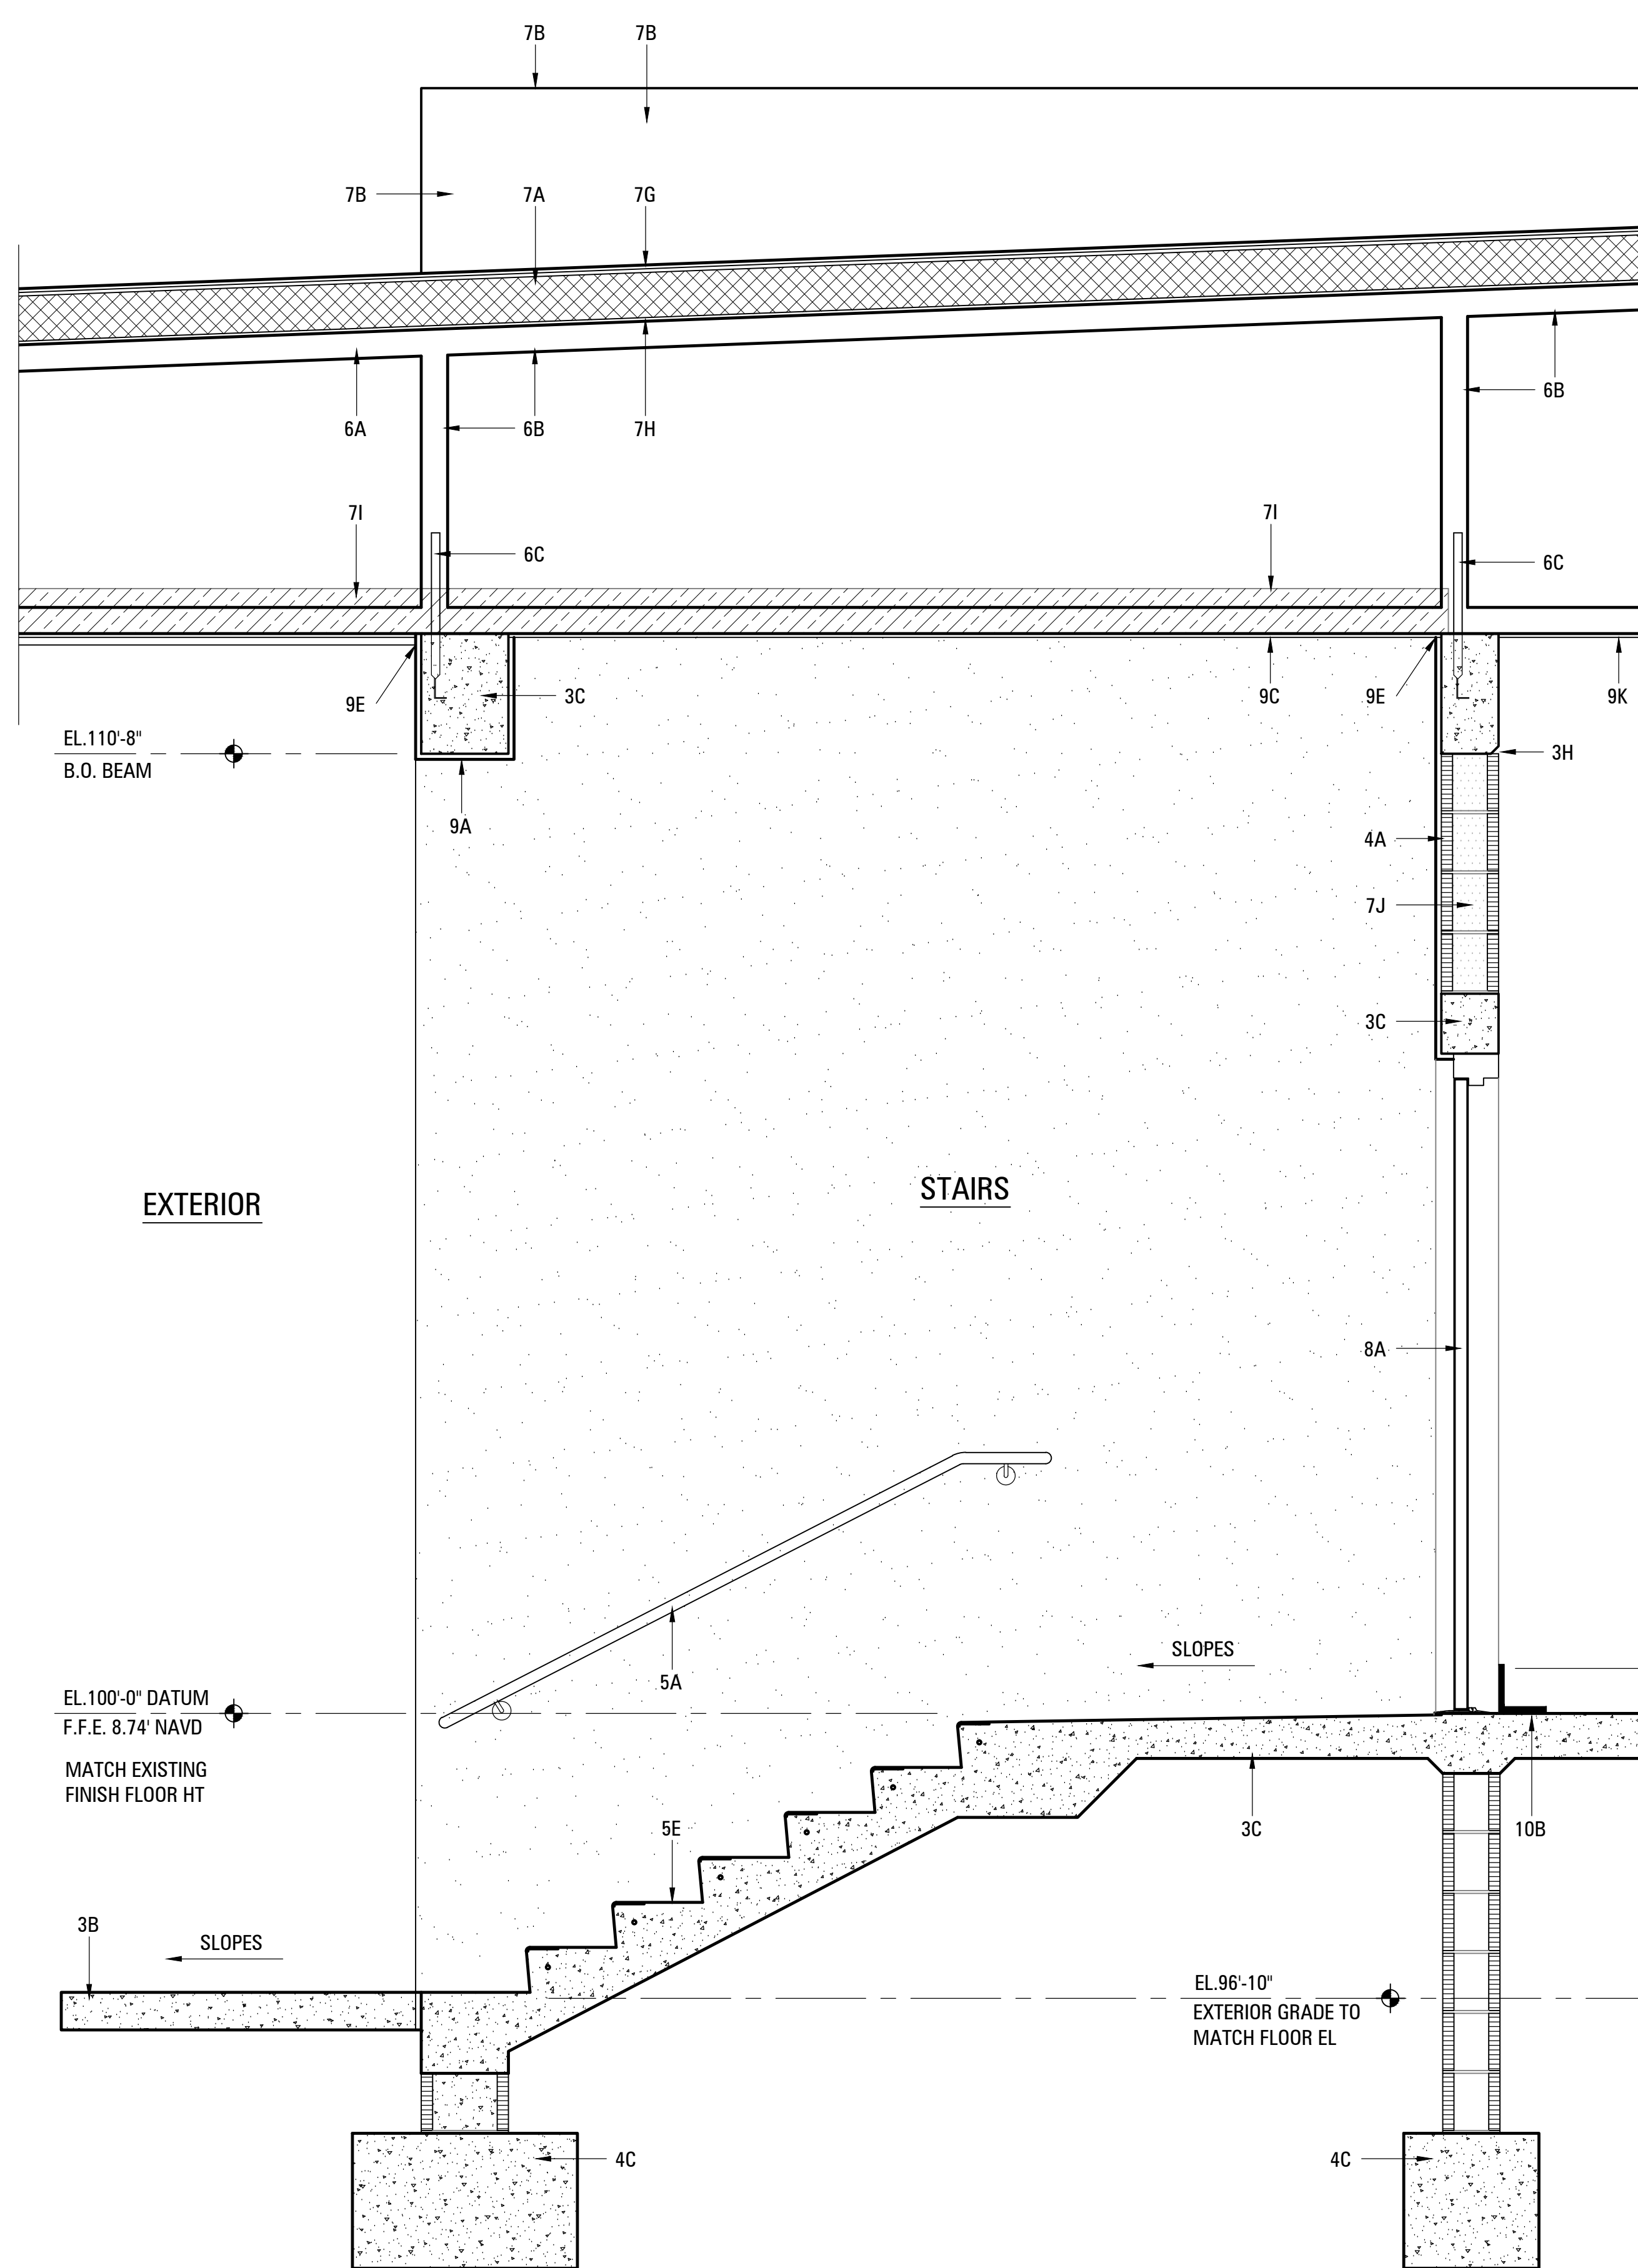 7B
7B
7B
7A
7G
6A
6B
7H
6B
7I
7I
6C
6C
9E
3C
9C
9E
9K
EL.110'-8"
B.O. BEAM
3H
9A
4A
7J
3C
EXTERIOR
STAIRS
8A
SLOPES
5A
EL.100'-0" DATUM
F.F.E. 8.74' NAVD
MATCH EXISTING
FINISH FLOOR HT
5E
3C
10B
3B
SLOPES
EL.96'-10"
EXTERIOR GRADE TO
MATCH FLOOR EL
4C
4C